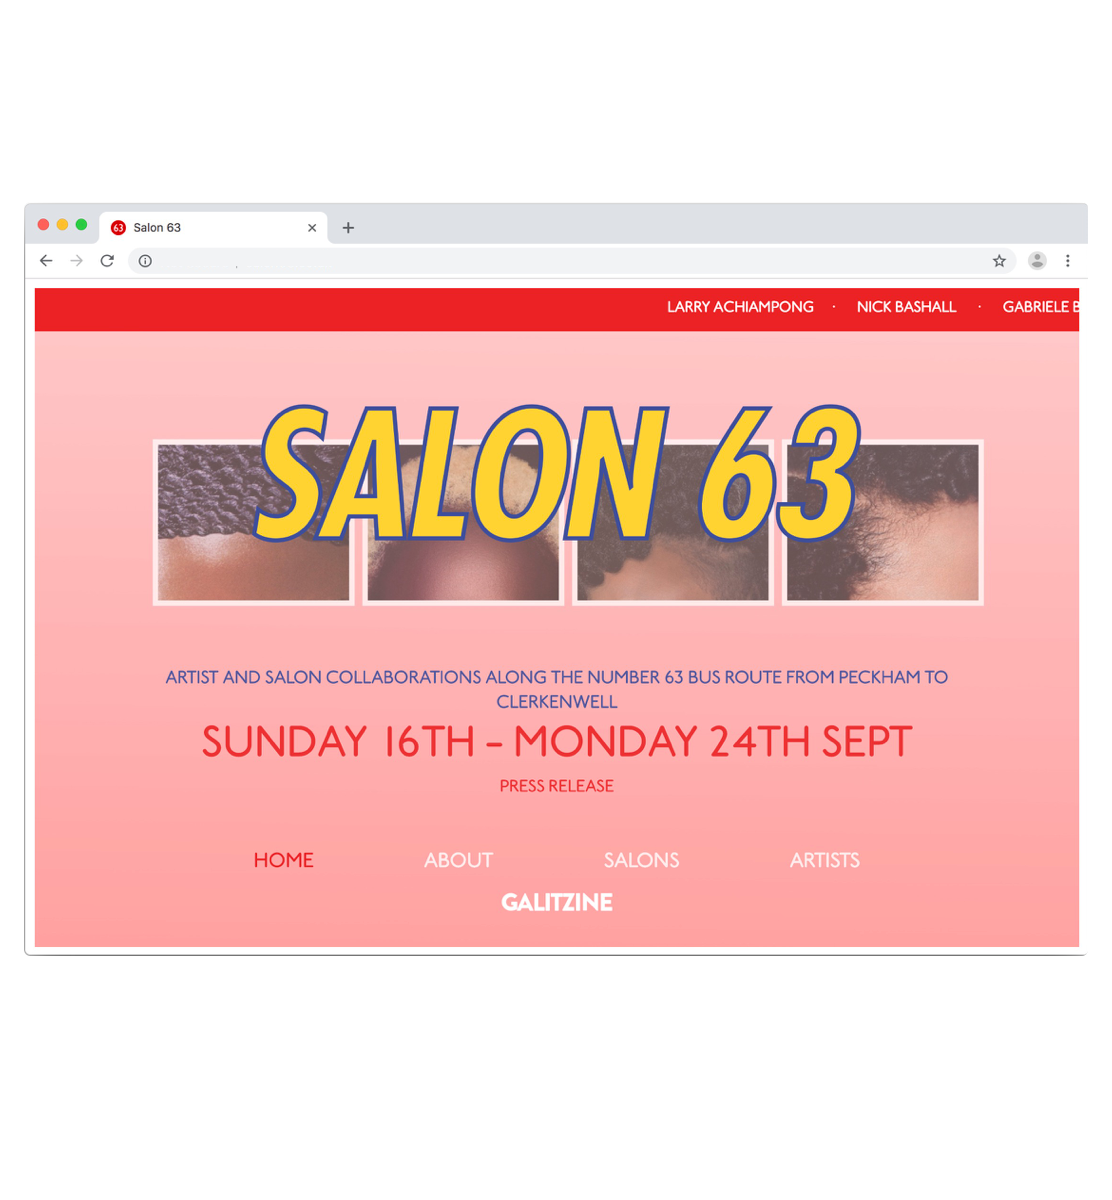 63 Salon 63
LARRY ACHIAMPONG · NICK BASHALL · GABRIELE B
SALON 63
ARTIST AND SALON COLLABORATIONS ALONG THE NUMBER 63 BUS ROUTE FROM PECKHAM TO
CLERKENWELL
SUNDAY 16TH – MONDAY 24TH SEPT
PRESS RELEASE
HOME ABOUT SALONS ARTISTS
GALITZINE